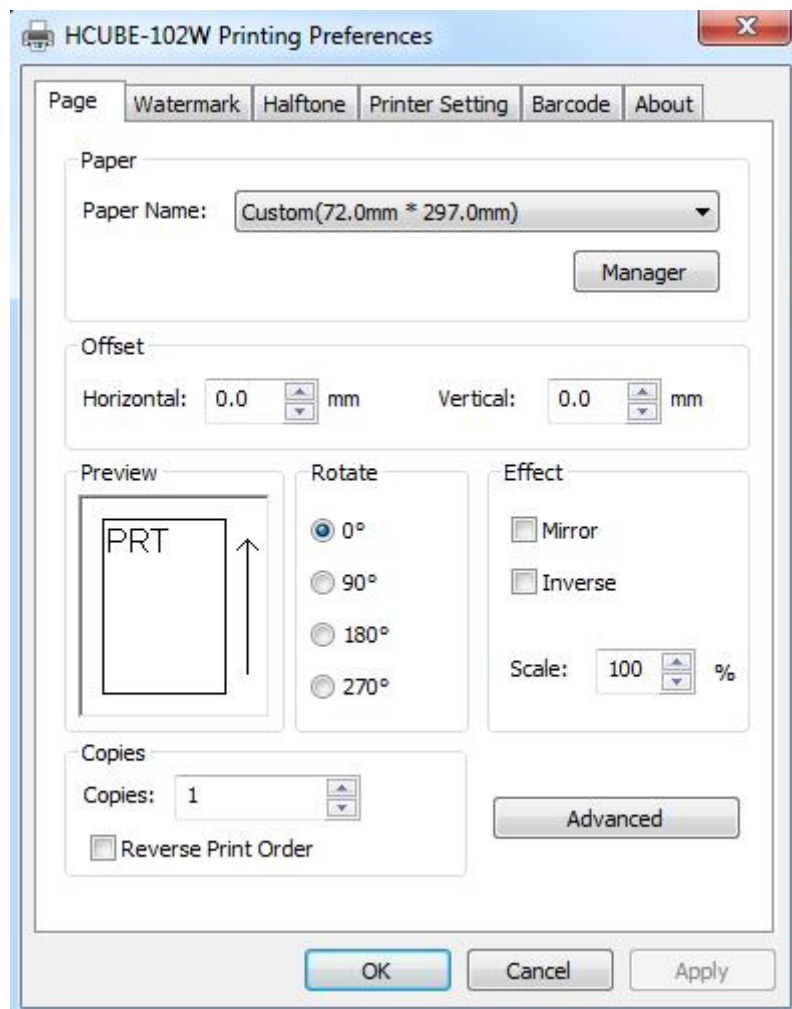 HCUBE-102W Printing Preferences
Page Watermark Halftone Printer Setting Barcode About
Paper
Paper Name: Custom(72.0mm * 297.0mm)
Manager
Offset
Horizontal: 0.0 mm Vertical: 0.0 mm
Preview
PRT
Rotate
0°
90°
180°
270°
Effect
Mirror
Inverse
Scale: 100 %
Copies
Copies: 1
Reverse Print Order
Advanced
OK Cancel Apply